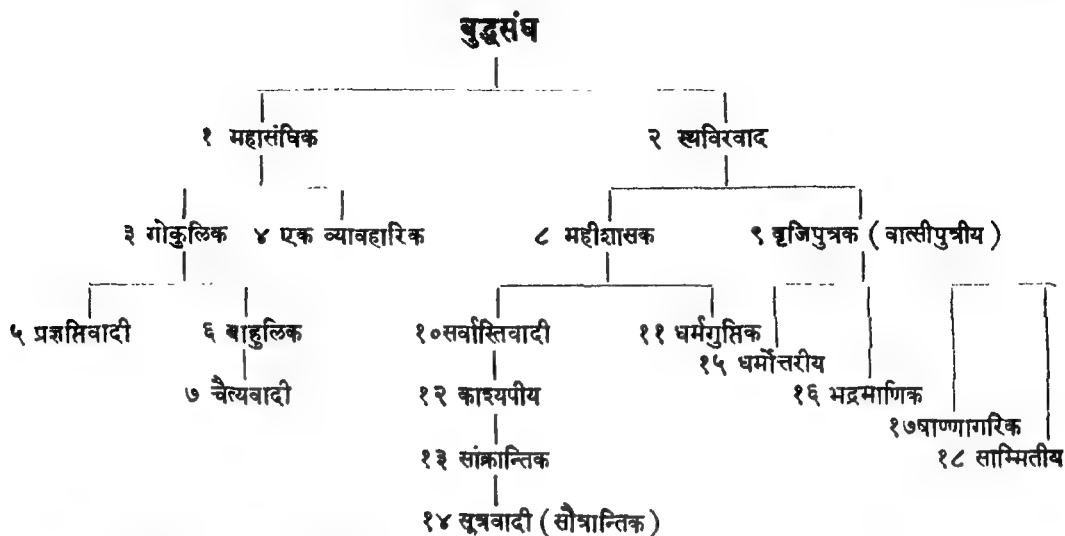 बुद्धसंघ
१ महासंघिक २ स्थविरवाद
३ गोकुलिक ४ एक व्यावहारिक ८ महीशासक ९ वृजिपुत्रक (वात्सीपुत्रीय)
५ प्रज्ञप्तिवादी ६ बाहुलिक १० सर्वास्तिवादी ११ धर्मगुप्तिक
१५ धर्मोत्तरीय
७ चैत्यवादी १२ काश्यपीय १६ भद्रमाणिक
१७ षाण्णागरिक
१३ सांक्रान्तिक १८ साम्मितीय
१४ सूत्रवादी (सौत्रान्तिक)